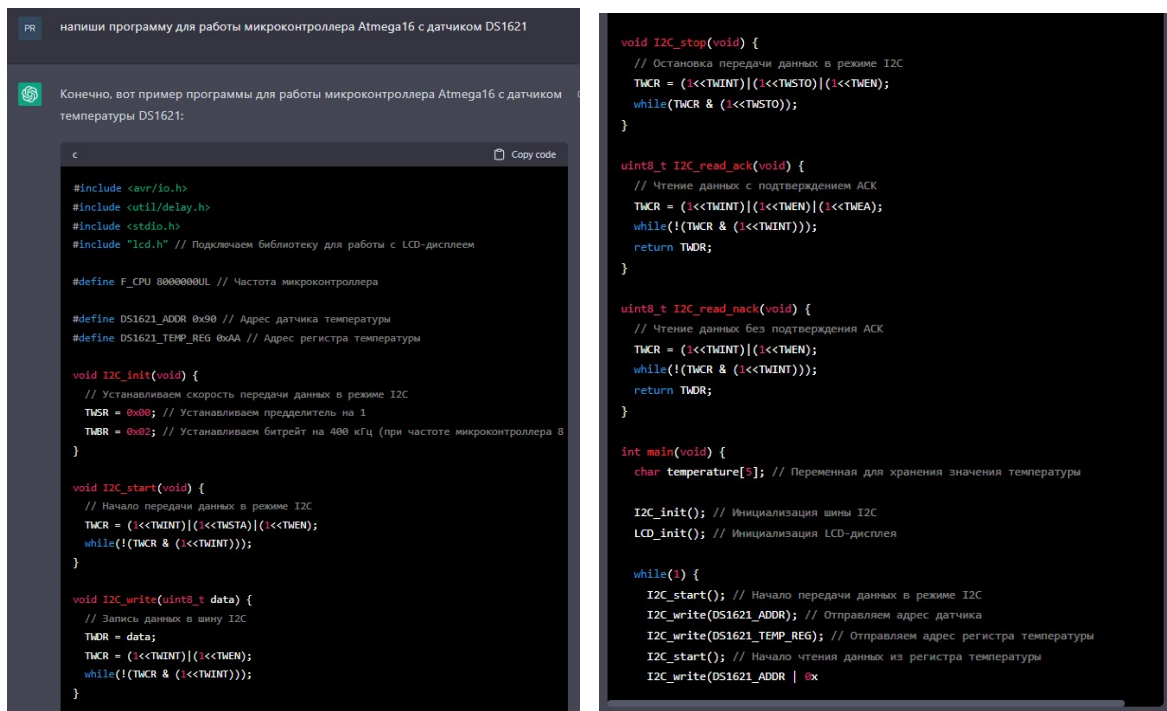 PR
напиши программу для работы микроконтроллера Atmega16 с датчиком DS1621
Конечно, вот пример программы для работы микроконтроллера Atmega16 с датчиком
температуры DS1621:
c
Copy code
#include <avr/io.h>
#include <util/delay.h>
#include <stdio.h>
#include "lcd.h" // Подключаем библиотеку для работы с LCD-дисплеем
#define F_CPU 8000000UL // Частота микроконтроллера
#define DS1621_ADDR 0x90 // Адрес датчика температуры
#define DS1621_TEMP_REG 0xAA // Адрес регистра температуры
void I2C_init(void) {
// Устанавливаем скорость передачи данных в режиме I2C
TWSR = 0x00; // Устанавливаем предделитель на 1
TWBR = 0x02; // Устанавливаем битрейт на 400 кГц (при частоте микроконтроллера 8
}
void I2C_start(void) {
// Начало передачи данных в режиме I2C
TWCR = (1<<TWINT)|(1<<TWSTA)|(1<<TWEN);
while(!(TWCR & (1<<TWINT)));
}
void I2C_write(uint8_t data) {
// Запись данных в шину I2C
TWDR = data;
TWCR = (1<<TWINT)|(1<<TWEN);
while(!(TWCR & (1<<TWINT)));
}
void I2C_stop(void) {
// Остановка передачи данных в режиме I2C
TWCR = (1<<TWINT)|(1<<TWSTO)|(1<<TWEN);
while(TWCR & (1<<TWSTO));
}
uint8_t I2C_read_ack(void) {
// Чтение данных с подтверждением ACK
TWCR = (1<<TWINT)|(1<<TWEN)|(1<<TWEA);
while(!(TWCR & (1<<TWINT)));
return TWDR;
}
uint8_t I2C_read_nack(void) {
// Чтение данных без подтверждения ACK
TWCR = (1<<TWINT)|(1<<TWEN);
while(!(TWCR & (1<<TWINT)));
return TWDR;
}
int main(void) {
char temperature[5]; // Переменная для хранения значения температуры
I2C_init(); // Инициализация шины I2C
LCD_init(); // Инициализация LCD-дисплея
while(1) {
I2C_start(); // Начало передачи данных в режиме I2C
I2C_write(DS1621_ADDR); // Отправляем адрес датчика
I2C_write(DS1621_TEMP_REG); // Отправляем адрес регистра температуры
I2C_start(); // Начало чтения данных из регистра температуры
I2C_write(DS1621_ADDR | 0x